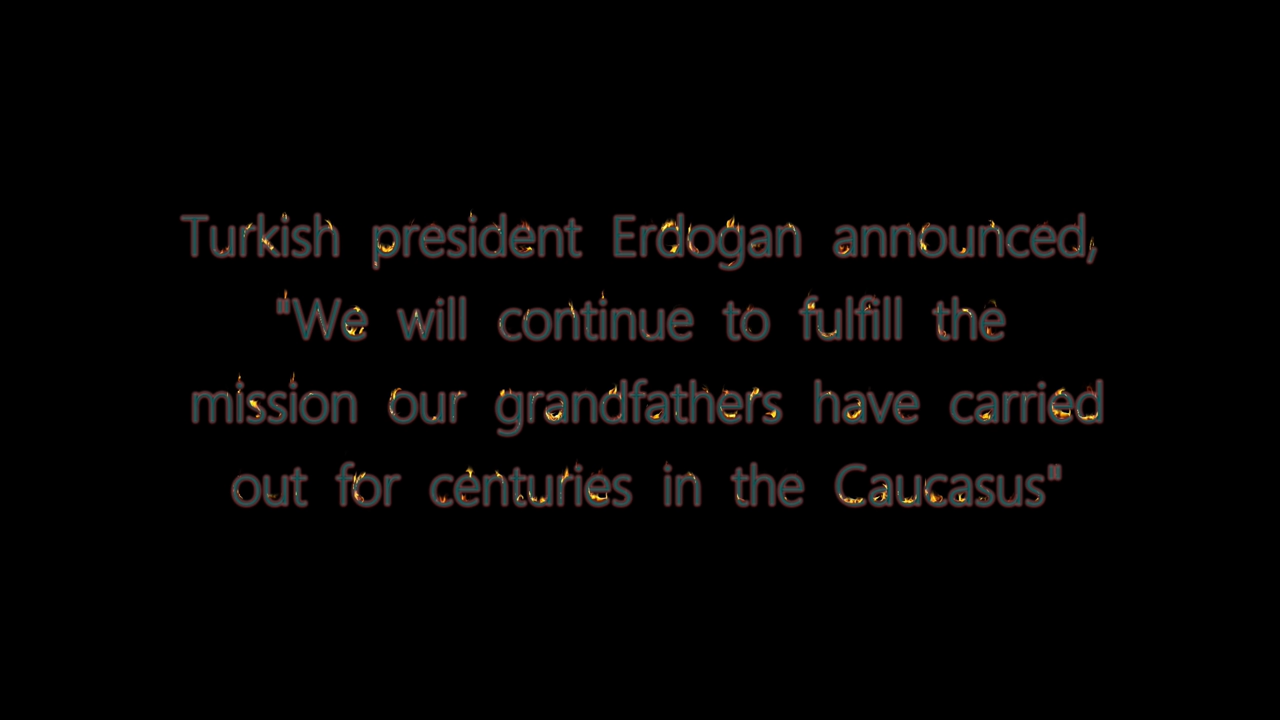 Turkish president Erdogan announced,
"We will continue to fulfill the
mission our grandfathers have carried
out for centuries in the Caucasus"